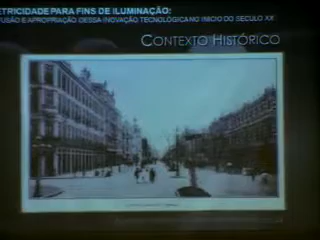 ETRICIDADE PARA FINS DE ILUMINAÇÃO:
FUSÃO E APROPRIAÇÃO DESSA INOVAÇÃO TECNOLÓGICA NO INÍCIO DO SÉCULO XX
CONTEXTO HISTÓRICO